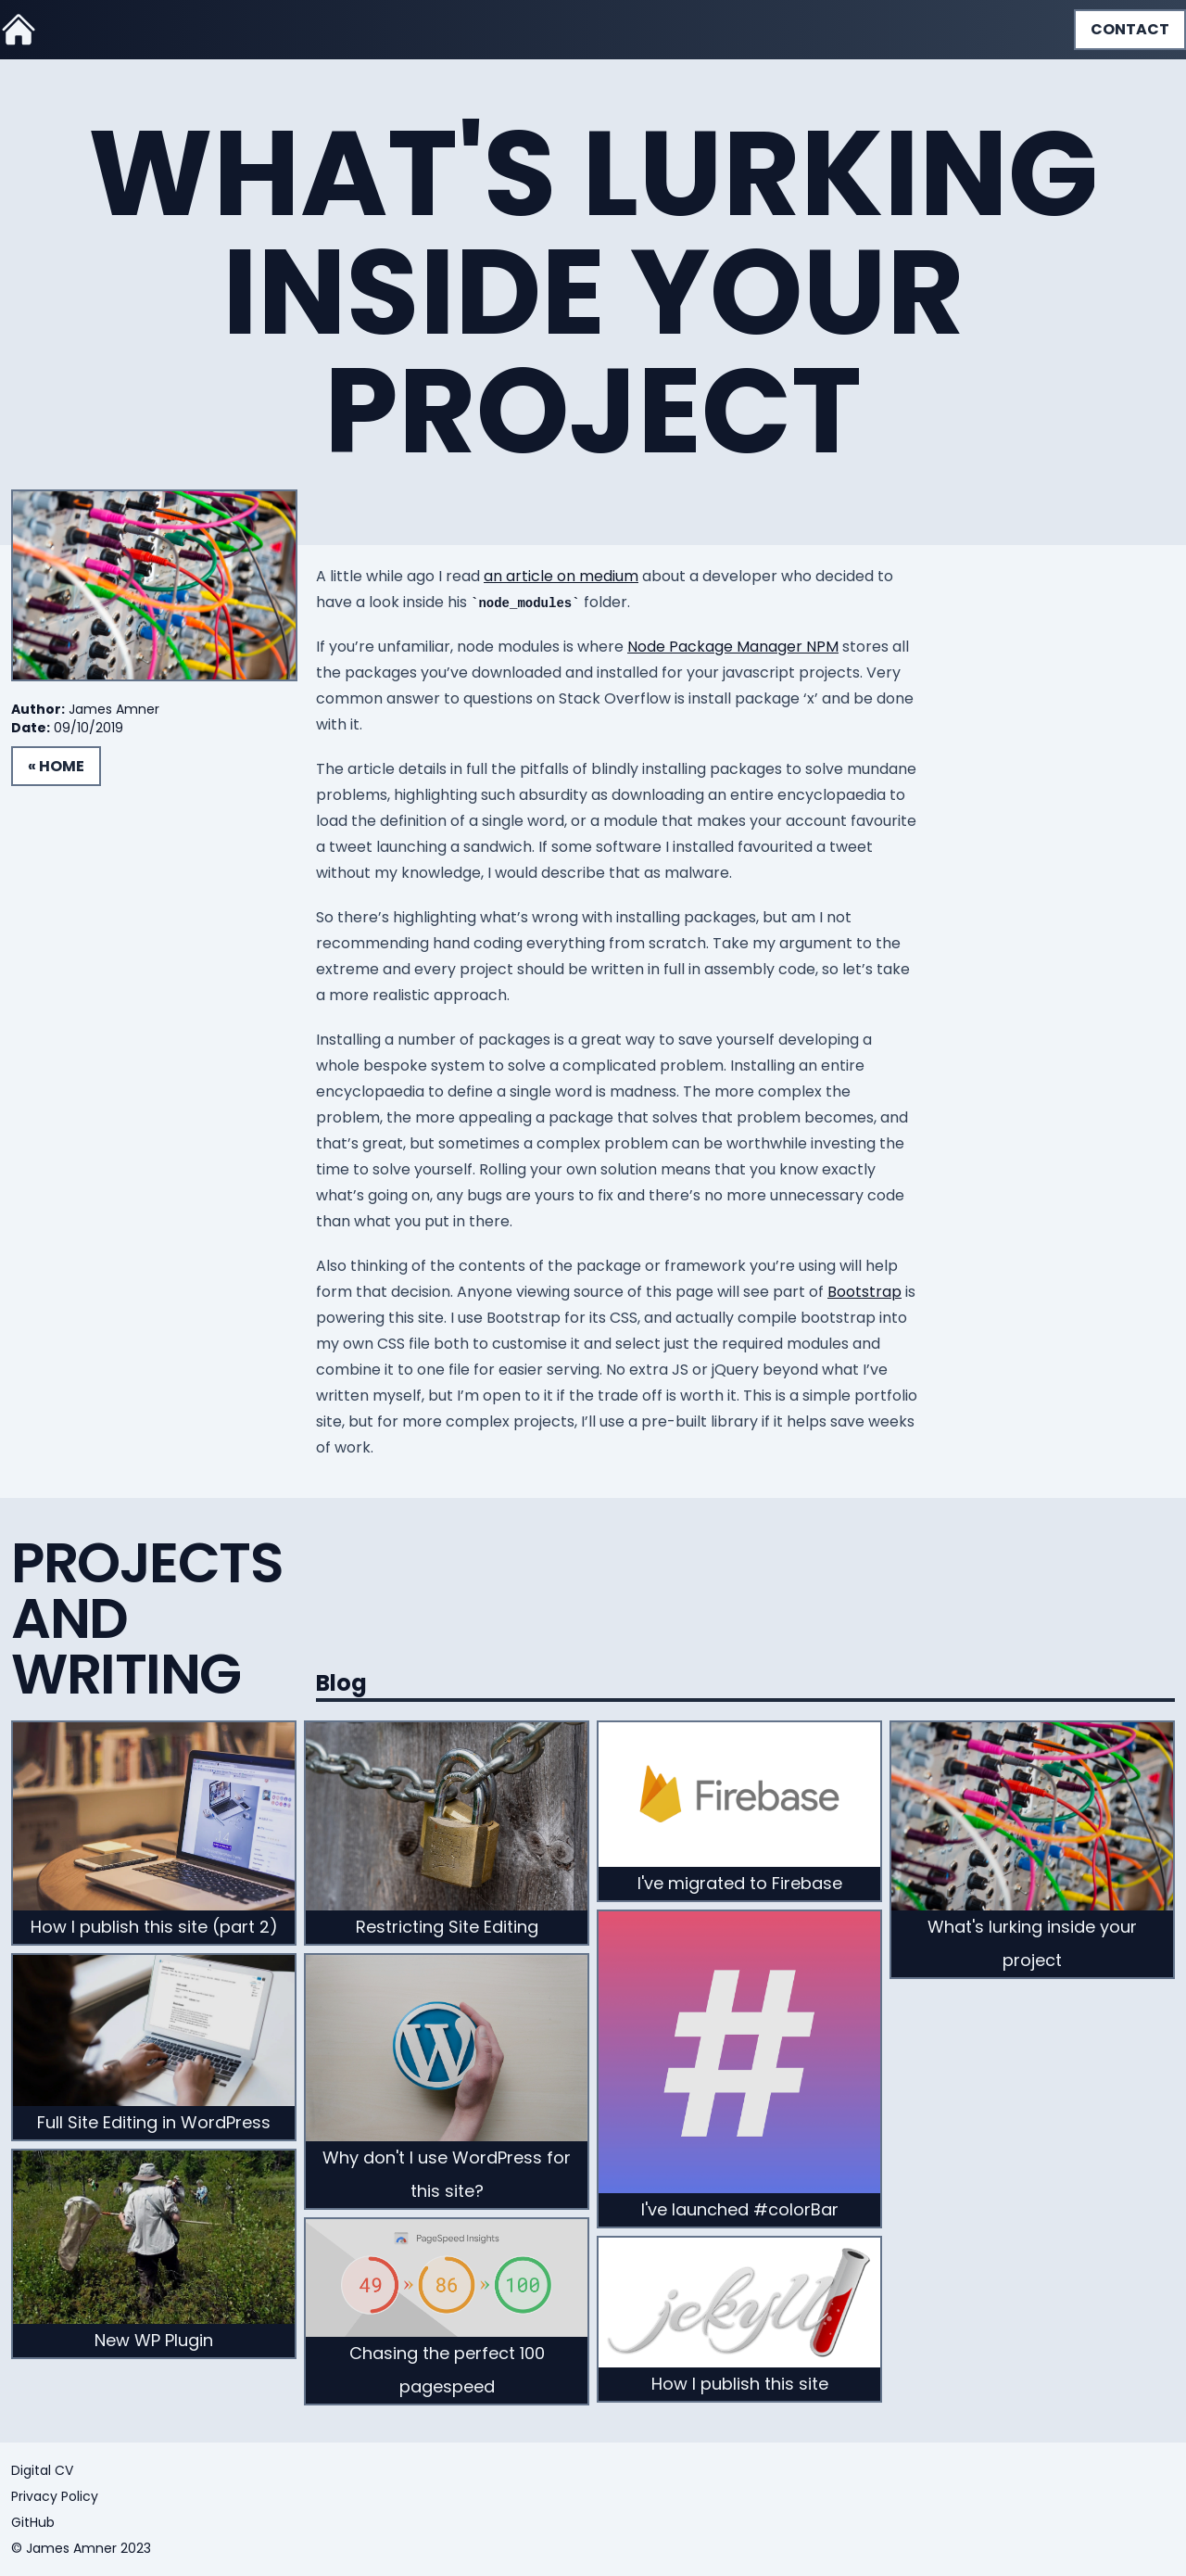 CONTACT
WHAT'S LURKING
INSIDE YOUR
PROJECT
Author: James Amner
Date: 09/10/2019
« HOME
A little while ago I read an article on medium about a developer who decided to
have a look inside his `node_modules` folder.
If you’re unfamiliar, node modules is where Node Package Manager NPM stores all
the packages you’ve downloaded and installed for your javascript projects. Very
common answer to questions on Stack Overflow is install package ‘x’ and be done
with it.
The article details in full the pitfalls of blindly installing packages to solve mundane
problems, highlighting such absurdity as downloading an entire encyclopaedia to
load the definition of a single word, or a module that makes your account favourite
a tweet launching a sandwich. If some software I installed favourited a tweet
without my knowledge, I would describe that as malware.
So there’s highlighting what’s wrong with installing packages, but am I not
recommending hand coding everything from scratch. Take my argument to the
extreme and every project should be written in full in assembly code, so let’s take
a more realistic approach.
Installing a number of packages is a great way to save yourself developing a
whole bespoke system to solve a complicated problem. Installing an entire
encyclopaedia to define a single word is madness. The more complex the
problem, the more appealing a package that solves that problem becomes, and
that’s great, but sometimes a complex problem can be worthwhile investing the
time to solve yourself. Rolling your own solution means that you know exactly
what’s going on, any bugs are yours to fix and there’s no more unnecessary code
than what you put in there.
Also thinking of the contents of the package or framework you’re using will help
form that decision. Anyone viewing source of this page will see part of Bootstrap is
powering this site. I use Bootstrap for its CSS, and actually compile bootstrap into
my own CSS file both to customise it and select just the required modules and
combine it to one file for easier serving. No extra JS or jQuery beyond what I’ve
written myself, but I’m open to it if the trade off is worth it. This is a simple portfolio
site, but for more complex projects, I’ll use a pre-built library if it helps save weeks
of work.
PROJECTS
AND
WRITING
Blog
How I publish this site (part 2)
Full Site Editing in WordPress
New WP Plugin
Restricting Site Editing
W
Why don't I use WordPress for
this site?
PageSpeed Insights
49 » 86 » 100
Chasing the perfect 100
pagespeed
Firebase
I've migrated to Firebase
#
I've launched #colorBar
jekyll
How I publish this site
What's lurking inside your
project
Digital CV
Privacy Policy
GitHub
© James Amner 2023